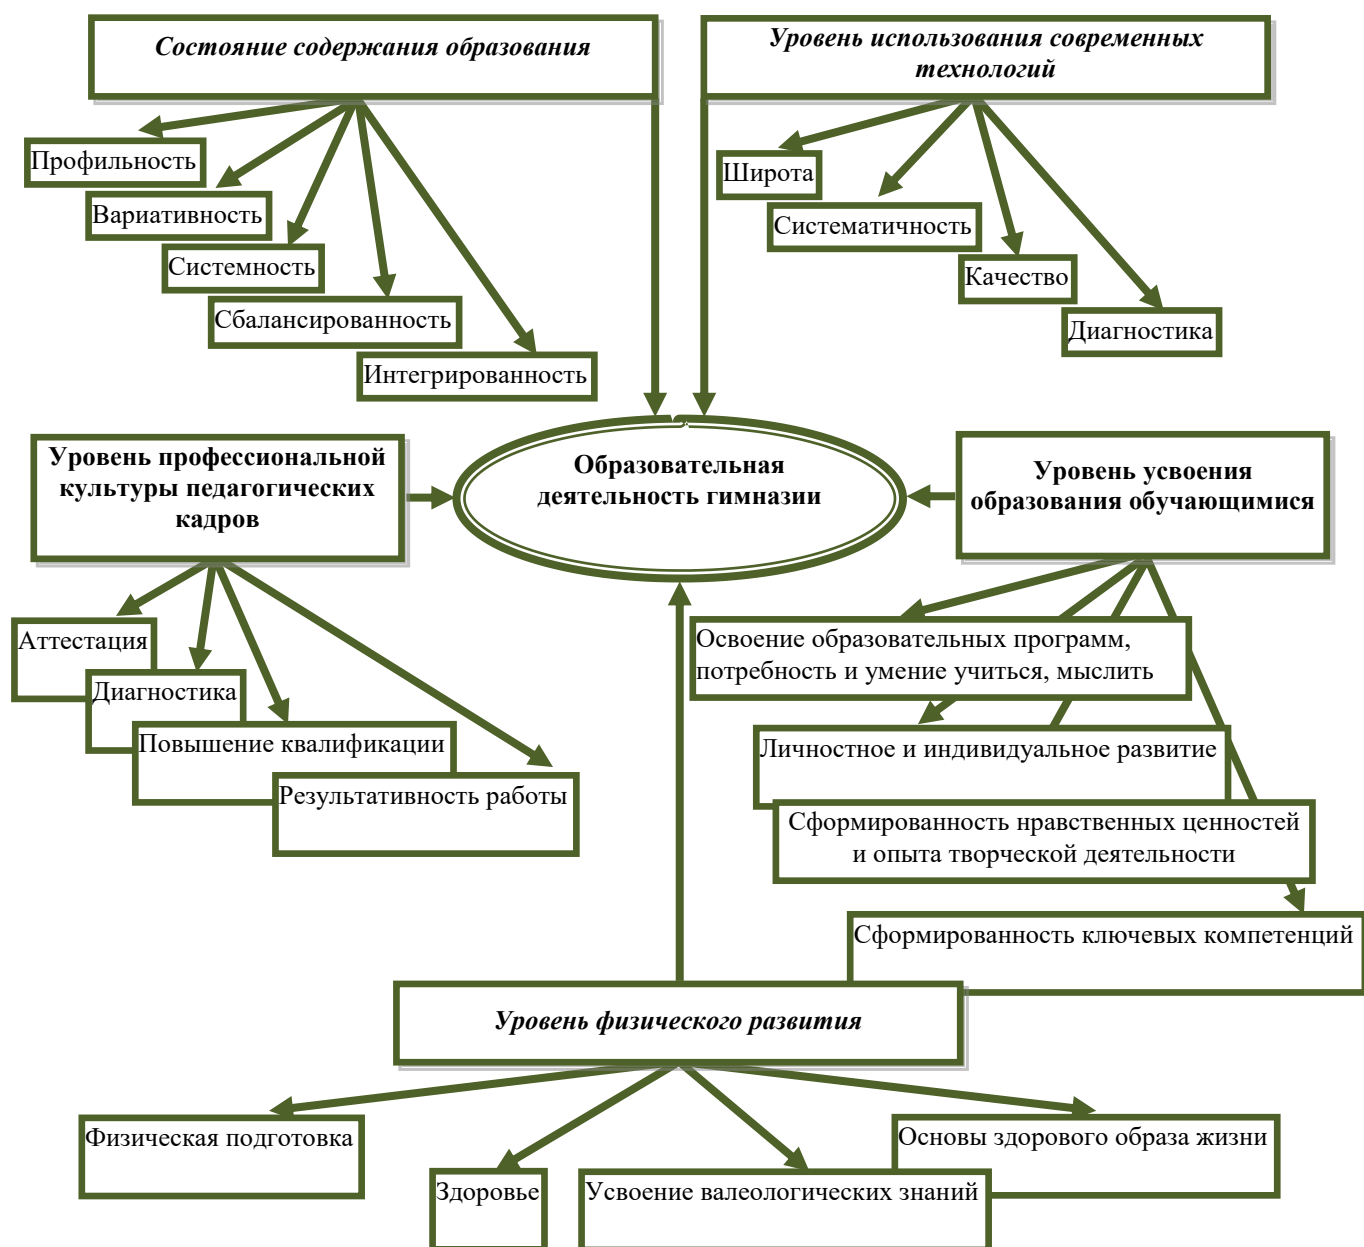 Состояние содержания образования
Уровень использования современных
технологий
Профильность
Вариативность
Системность
Сбалансированность
Интегрированность
Широта
Систематичность
Качество
Диагностика
Уровень профессиональной
культуры педагогических
кадров
Образовательная
деятельность гимназии
Уровень усвоения
образования обучающимися
Аттестация
Диагностика
Повышение квалификации
Результативность работы
Освоение образовательных программ,
потребность и умение учиться, мыслить
Личностное и индивидуальное развитие
Сформированность нравственных ценностей
и опыта творческой деятельности
Сформированность ключевых компетенций
Уровень физического развития
Физическая подготовка
Здоровье
Усвоение валеологических знаний
Основы здорового образа жизни